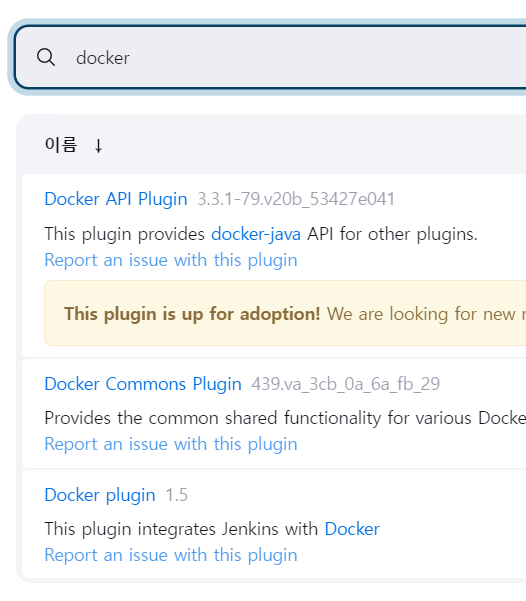 docker
이름 ↓
Docker API Plugin 3.3.1-79.v20b_53427e041
This plugin provides docker-java API for other plugins.
Report an issue with this plugin
This plugin is up for adoption! We are looking for new
Docker Commons Plugin 439.va_3cb_0a_6a_fb_29
Provides the common shared functionality for various Docke
Report an issue with this plugin
Docker plugin 1.5
This plugin integrates Jenkins with Docker
Report an issue with this plugin